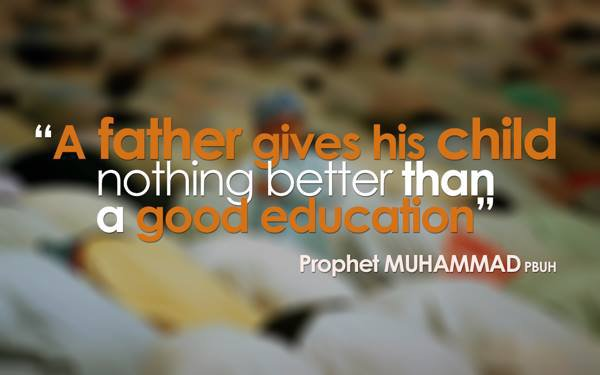 “A father gives his child
nothing better than
a good education”
Prophet MUHAMMAD PBUH